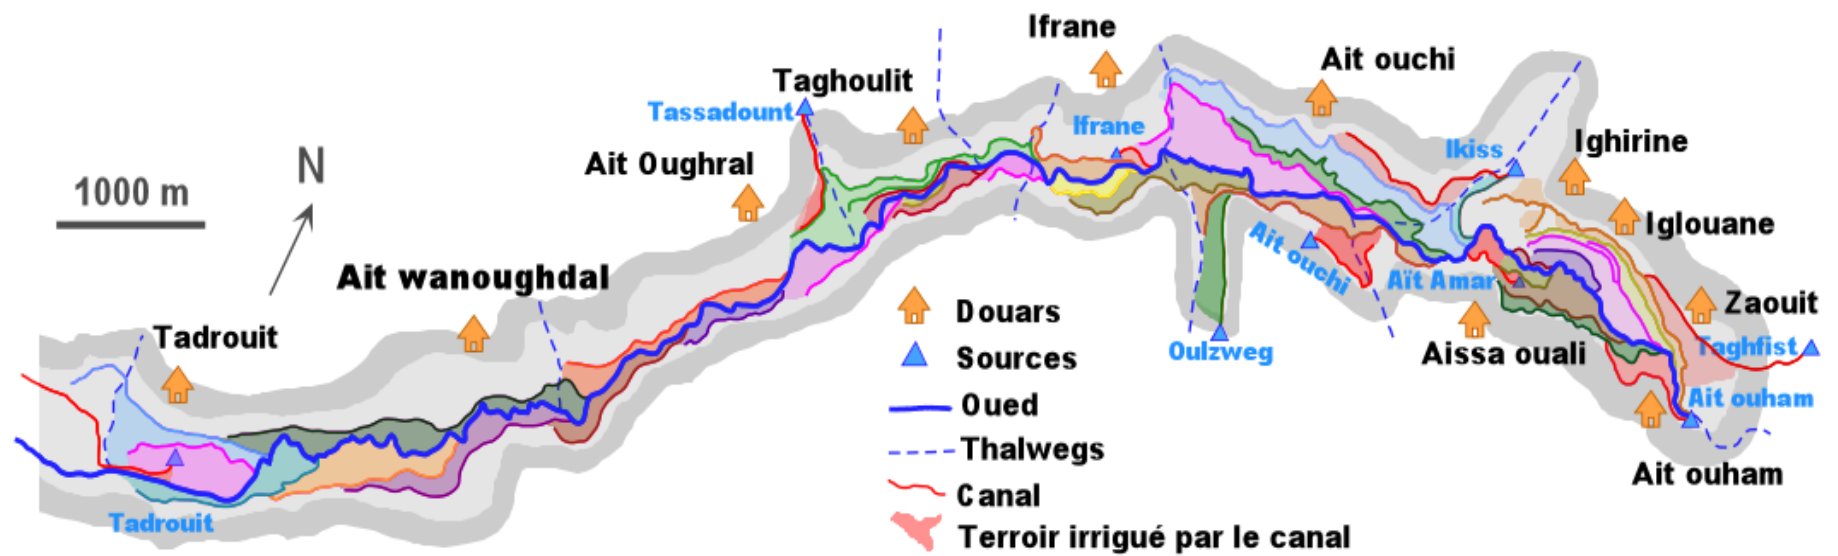 Ifrane
Ait ouchi
Taghoulit
Tassadount
Ifrane
Ikiss
Ighirine
Ait Oughral
1000 m
N
Iglouane
Ait ouchi
Aït Amar
Ait wanoughdal
Zaouit
Douars
Tadrouit
Sources
Oulzweg
Aissa ouali
Taghfist
Oued
Ait ouham
Thalwegs
Ait ouham
Canal
Tadrouit
Terroir irrigué par le canal